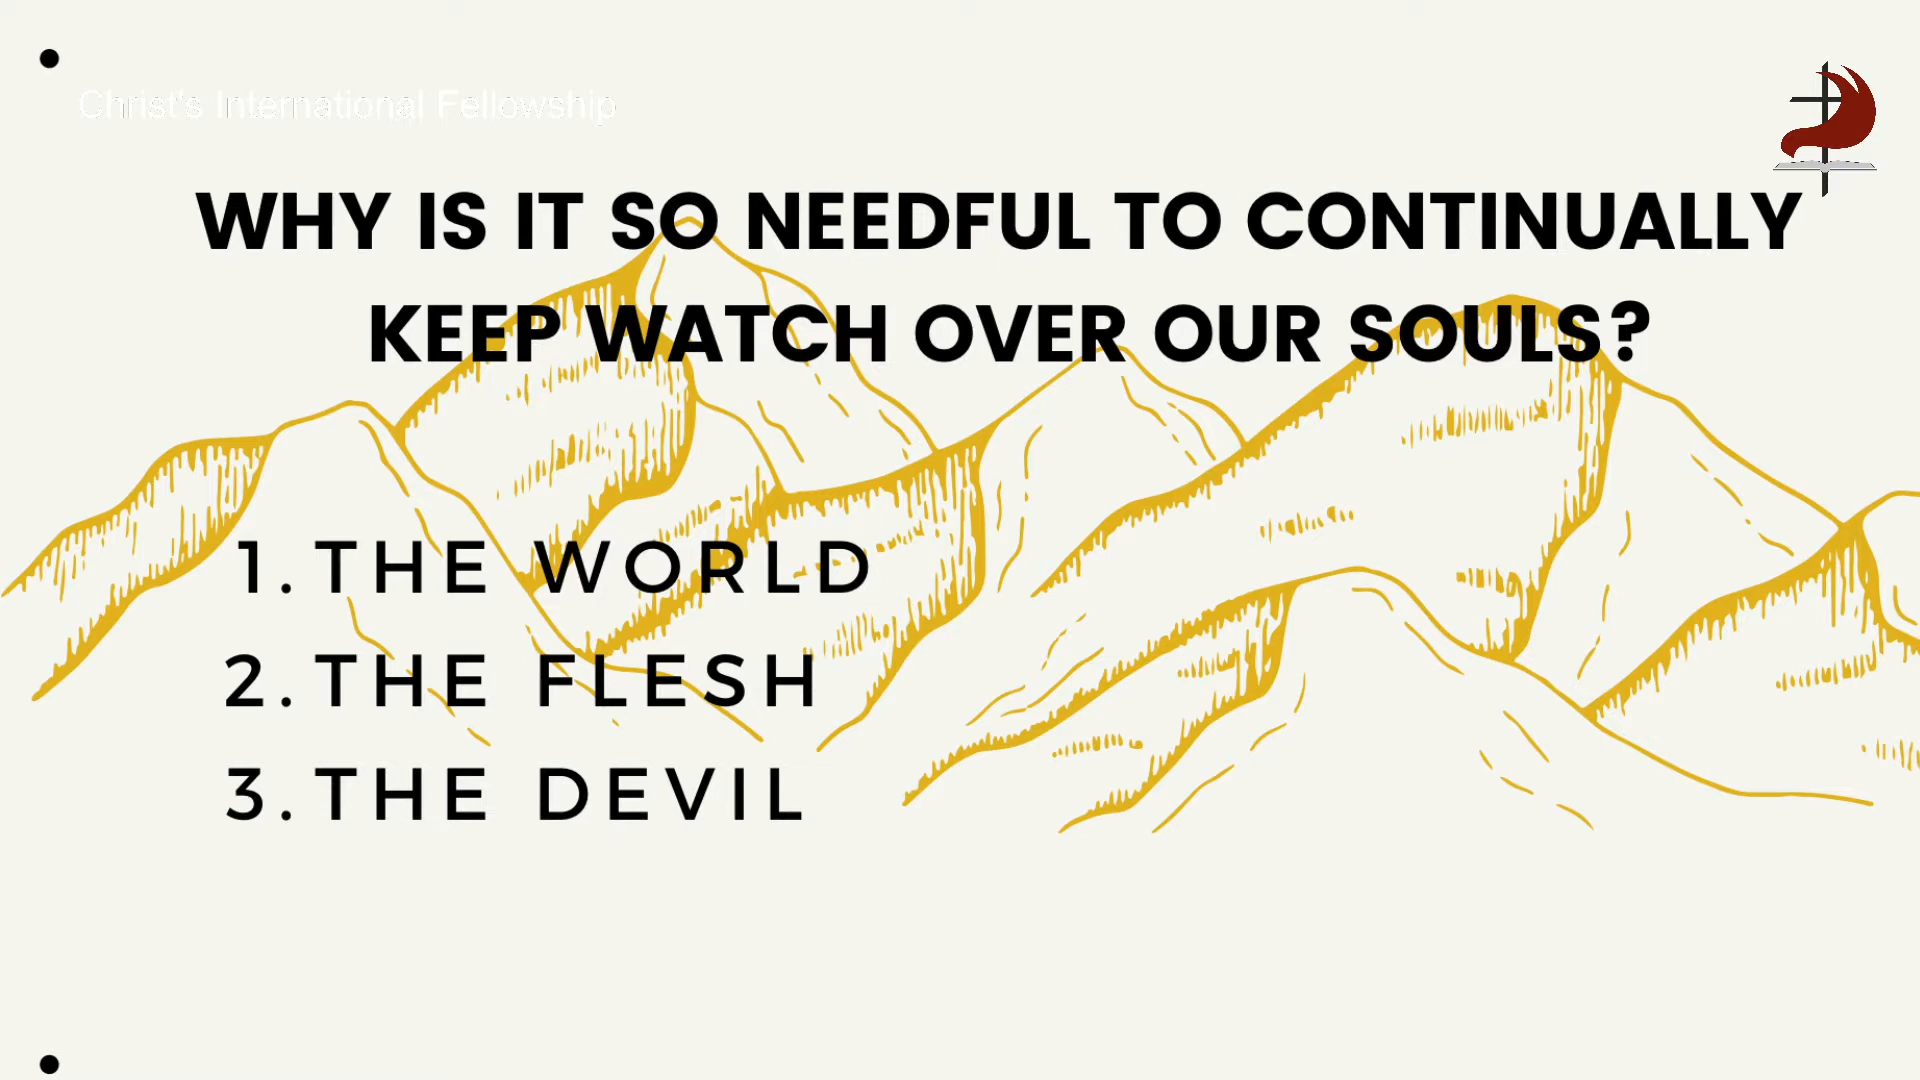 Christ's International Fellowship
WHY IS IT SO NEEDFUL TO CONTINUALLY
KEEP WATCH OVER OUR SOULS?
1. THE WORLD
2. THE FLESH
3. THE DEVIL